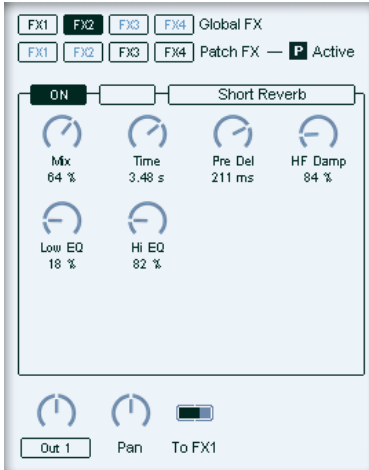 FX1 FX2 FX3 FX4 Global FX
FX1 FX2 FX3 FX4 Patch FX — P Active
ON Short Reverb
Mix Time Pre Del HF Damp
64 % 3.48 s 211 ms 84 %
Low EQ Hi EQ
18 % 82 %
Out 1 Pan To FX1